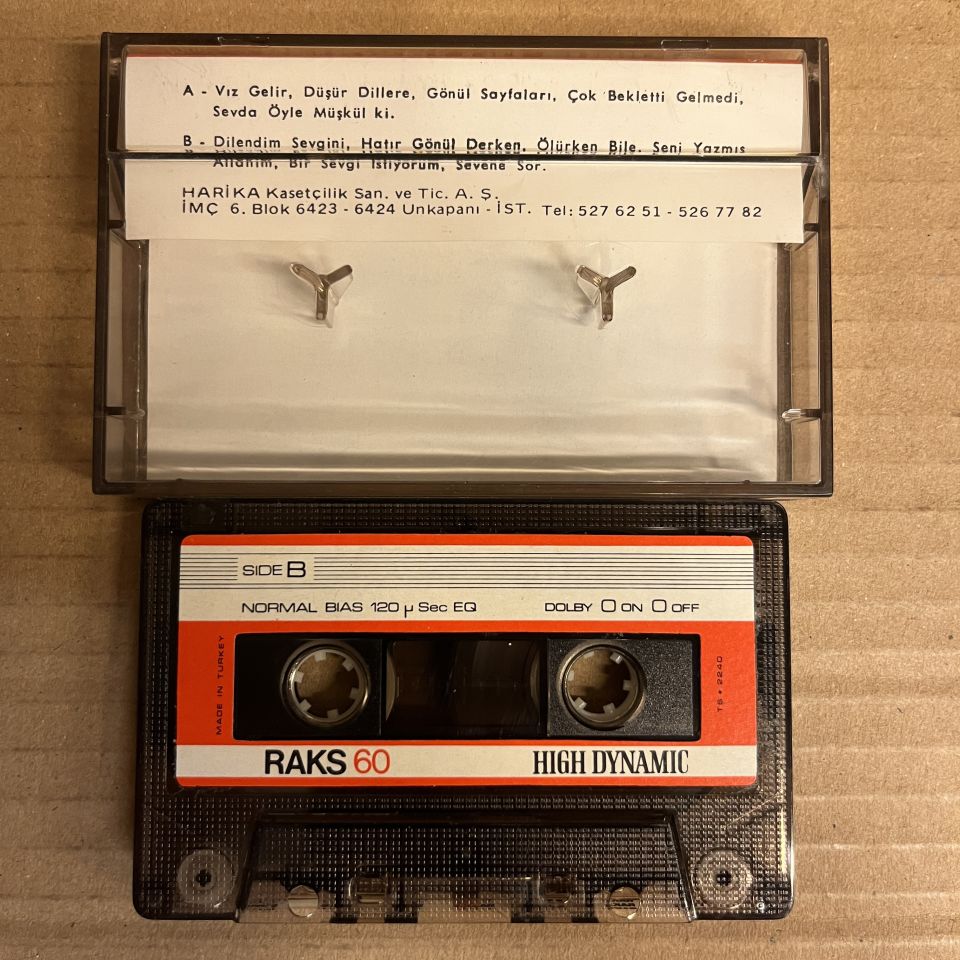 A - Vız Gelir, Düşür Dillere, Gönül Sayfaları, Çok Bekletti Gelmedi,
Sevda Öyle Müşkül ki.
B - Dilendim Sevgini, Hatır Gönül Derken, Ölürken Bile, Seni Yazmış
Allahım, Bir Sevgi İstiyorum, Sevene Sor.
HARİKA Kasetçilik San. ve Tic. A. Ş.
İMÇ 6. Blok 6423 - 6424 Unkapanı - İST. Tel: 527 62 51 - 526 77 82
SIDE B
NORMAL BIAS 120 µ Sec EQ DOLBY ON OFF
MADE IN TURKEY
TS • 2240
RAKS 60 HIGH DYNAMIC